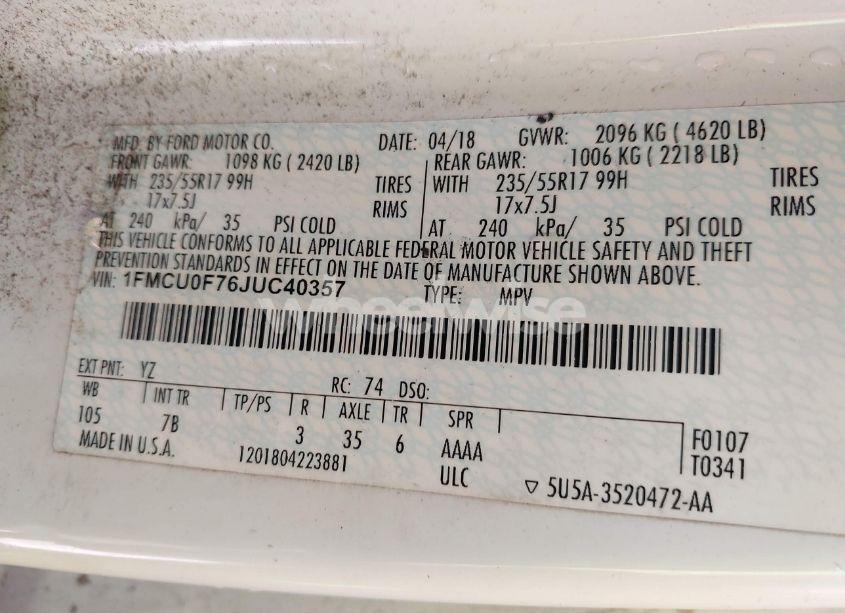 MFD. BY FORD MOTOR CO. DATE: 04/18 GVWR: 2096 KG ( 4620 LB)
FRONT GAWR: 1098 KG ( 2420 LB) REAR GAWR: 1006 KG ( 2218 LB)
WITH 235/55R17 99H TIRES WITH 235/55R17 99H TIRES
17x7.5J RIMS 17x7.5J RIMS
AT 240 kPa/ 35 PSI COLD AT 240 kPa/ 35 PSI COLD
THIS VEHICLE CONFORMS TO ALL APPLICABLE FEDERAL MOTOR VEHICLE SAFETY AND THEFT
PREVENTION STANDARDS IN EFFECT ON THE DATE OF MANUFACTURE SHOWN ABOVE.
VIN: 1FMCU0F76JUC40357 TYPE: MPV
wheelwise
EXT PNT: YZ RC: 74 DSO:
WB INT TR TP/PS R AXLE TR SPR
105 7B 3 35 6 AAAA F0107
MADE IN U.S.A. 1201804223881 ULC T0341
▽ 5U5A-3520472-AA